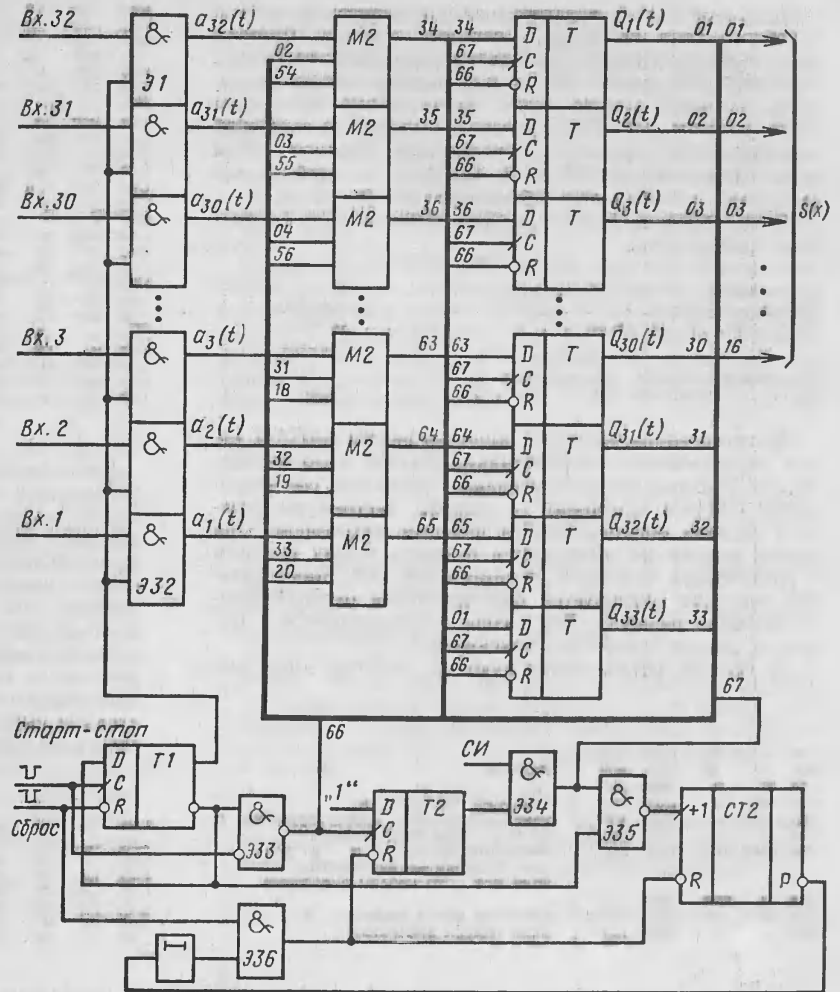 Вх. 32 & a32(t) M2 34 34 D T Q1(t) 01 01
02 67 C
54 66 R
Э1
Вх. 31 & a31(t) M2 35 35 D T Q2(t) 02 02
03 67 C
55 66 R
Вх. 30 & a30(t) M2 36 36 D T Q3(t) 03 03 S(x)
04 67 C
56 66 R
Вх. 3 & a3(t) M2 63 63 D T Q30(t) 30 16
31 67 C
18 66 R
Вх. 2 & a2(t) M2 64 64 D T Q31(t) 31
32 67 C
19 66 R
Вх. 1 & a1(t) M2 65 65 D T Q32(t) 32
33 67 C
20 66 R
Э32
01 D T Q33(t) 33
67 C
66 R
67
66
Старт-стоп
D T1
C
R
Сброс
& Э33
„1“ D T2
C
R
СИ & Э34
& Э35
+1 CT2
R P
& Э36